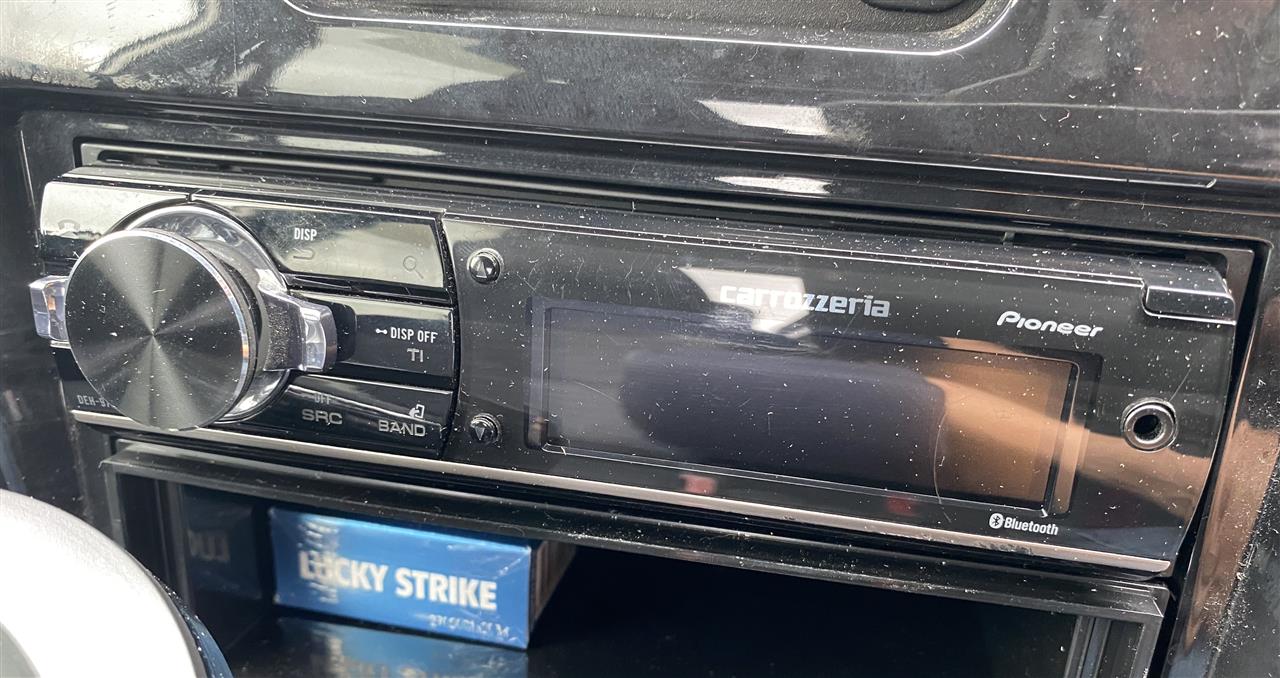 DISP
carrozzeria
Pioneer
DISP OFF
TI
OFF
SRC
BAND
Bluetooth
LUCKY STRIKE